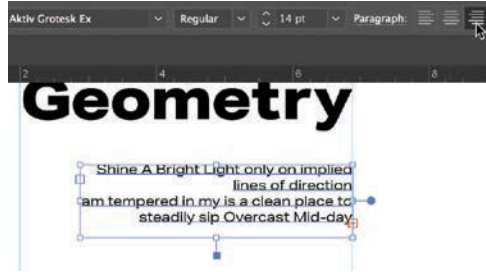 Aktiv Grotesk Ex Regular 14 pt Paragraph:
2 4 6 8
Geometry
Shine A Bright Light only on implied
lines of direction
am tempered in my is a clean place to
steadily sip Overcast Mid-day